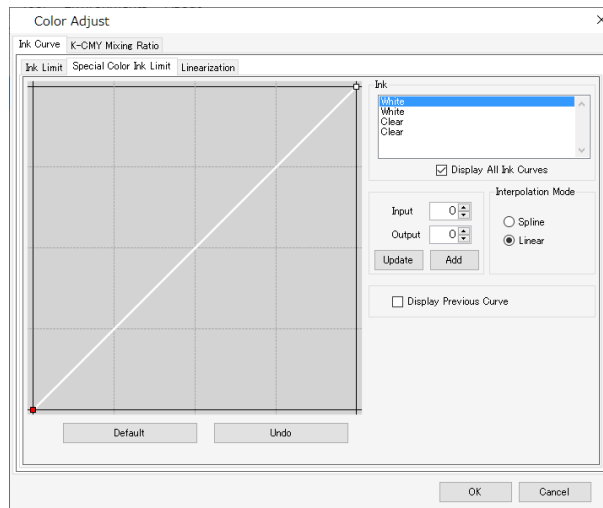 Color Adjust
Ink Curve K-CMY Mixing Ratio
Ink Limit Special Color Ink Limit Linearization
Ink
White
White
Clear
Clear
Display All Ink Curves
Interpolation Mode
Input 0
Spline
Output 0
Linear
Update Add
Display Previous Curve
Default Undo
OK Cancel